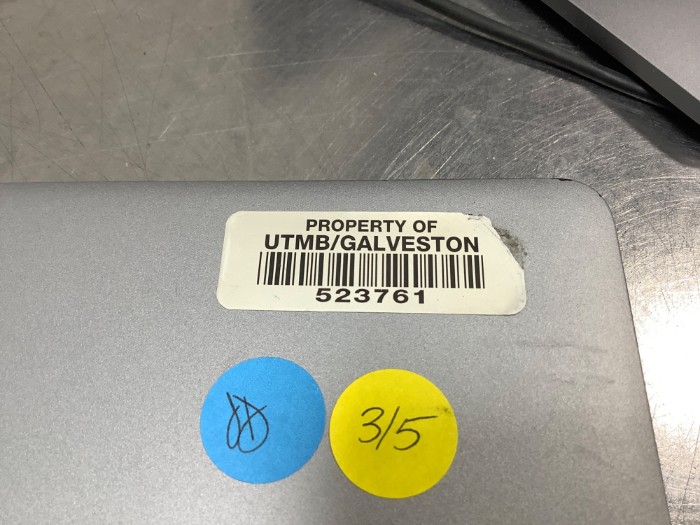 PROPERTY OF
UTMB/GALVESTON
523761
3/5